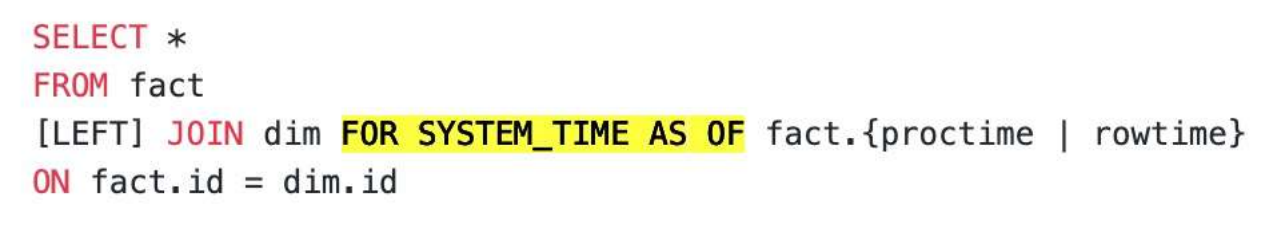 SELECT *
FROM fact
[LEFT] JOIN dim FOR SYSTEM_TIME AS OF fact.{proctime | rowtime}
ON fact.id = dim.id